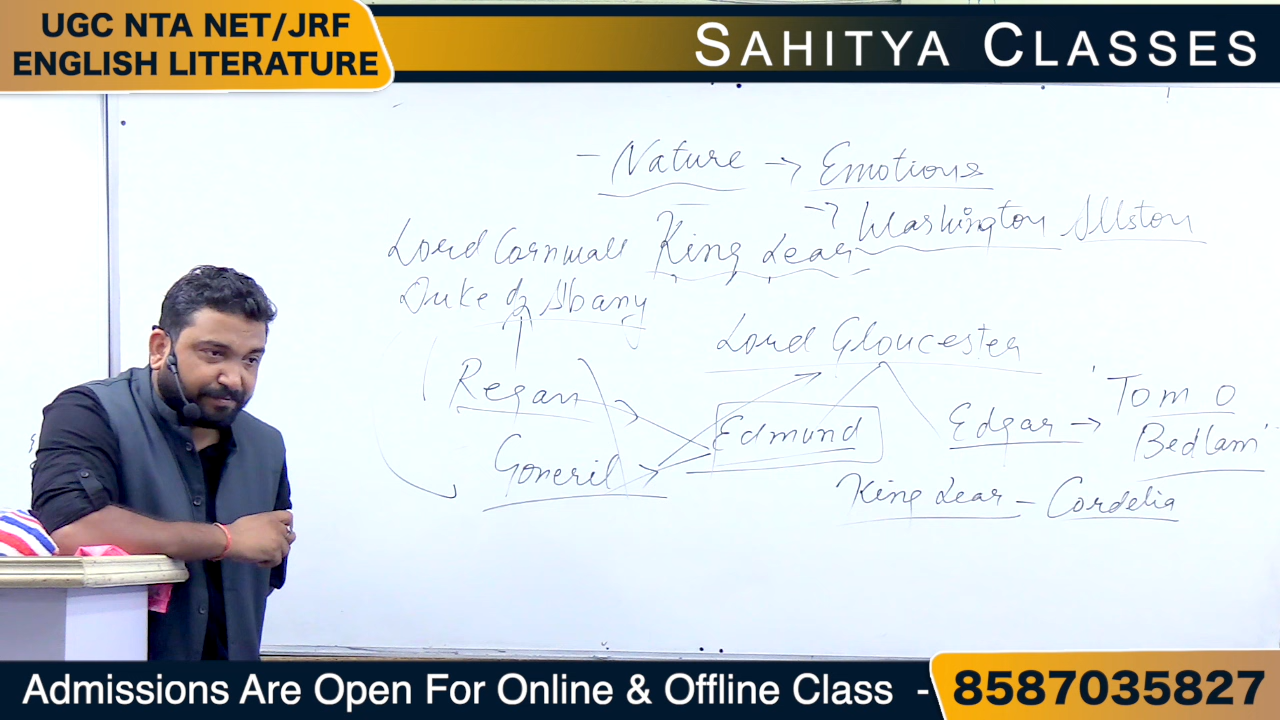 UGC NTA NET/JRF
ENGLISH LITERATURE
SAHITYA CLASSES
- Nature → Emotions
→ Washington Allston
Lord Cornwall King Lear
Duke of Albany
Lord Gloucester
Regan
Goneril
Edmund
Edgar → 'Tom O
Bedlam'
King Lear - Cordelia
Admissions Are Open For Online & Offline Class - 8587035827